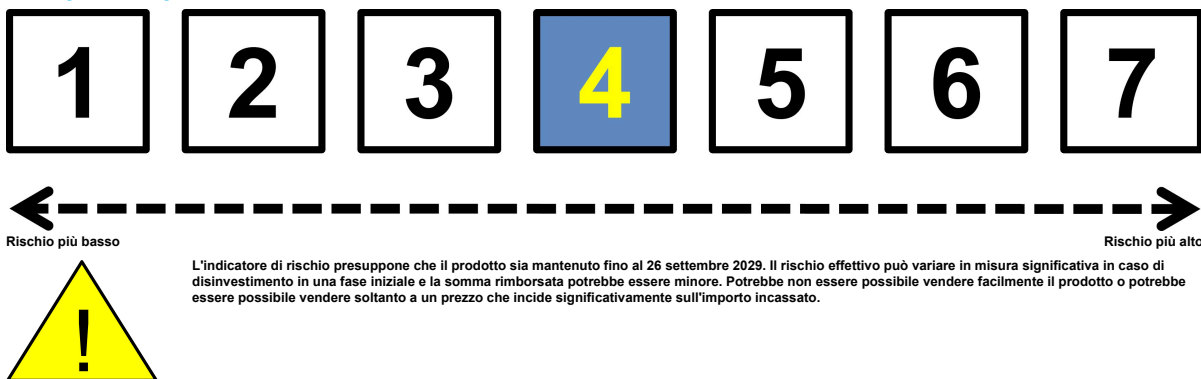 1 2 3 4 5 6 7
Rischio più basso Rischio più alto
L'indicatore di rischio presuppone che il prodotto sia mantenuto fino al 26 settembre 2029. Il rischio effettivo può variare in misura significativa in caso di
disinvestimento in una fase iniziale e la somma rimborsata potrebbe essere minore. Potrebbe non essere possibile vendere facilmente il prodotto o potrebbe
essere possibile vendere soltanto a un prezzo che incide significativamente sull'importo incassato.
!